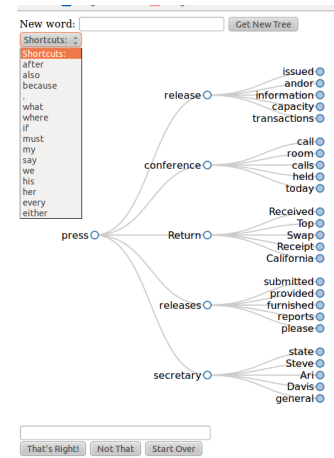 New word:
Get New Tree
Shortcuts:
Shortcuts:
after
also
because
.
what
where
if
must
my
say
we
his
her
every
either
press
release
issued
andor
information
capacity
transactions
conference
call
room
calls
held
today
Return
Received
Top
Swap
Receipt
California
releases
submitted
provided
furnished
reports
please
secretary
state
Steve
Ari
Davis
general
That's Right! Not That Start Over